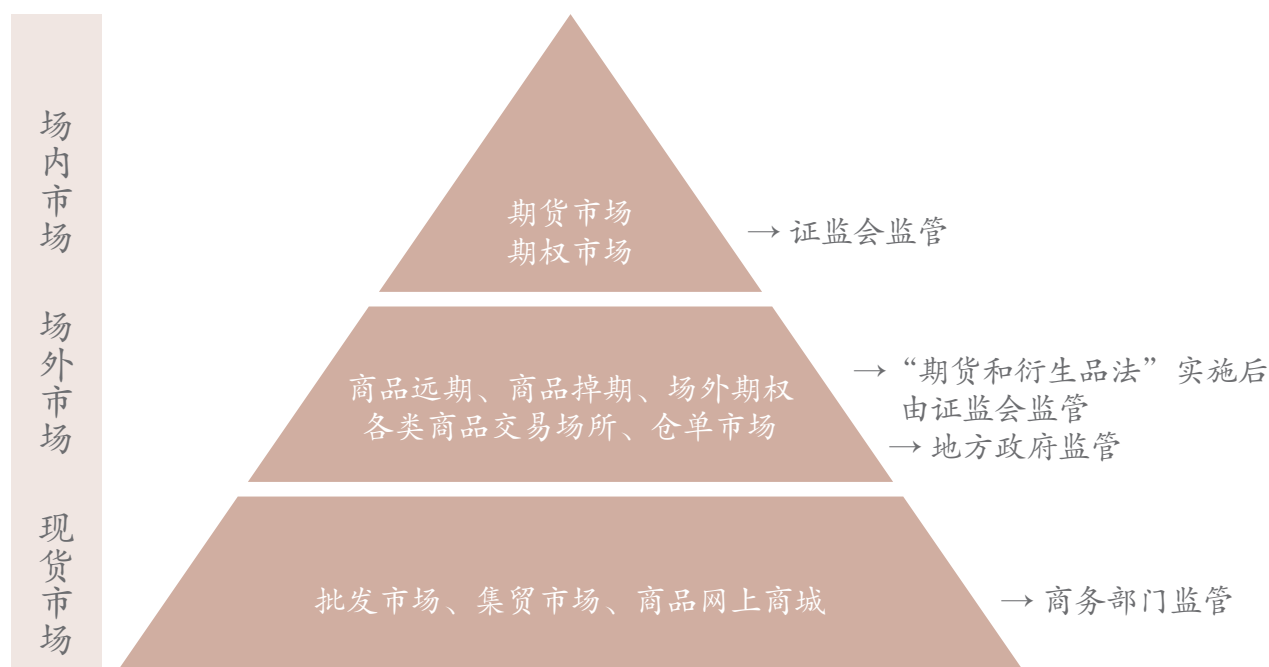 场内市场
期货市场
期权市场
→ 证监会监管
场外市场
商品远期、商品掉期、场外期权
各类商品交易场所、仓单市场
→ “期货和衍生品法” 实施后
由证监会监管
→ 地方政府监管
现货市场
批发市场、集贸市场、商品网上商城
→ 商务部门监管